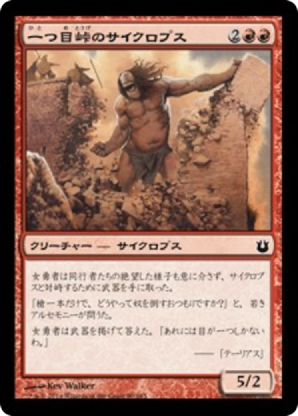 一つ目峠のサイクロプス 2
クリーチャー — サイクロプス
女勇者は同行者たちの絶望した様子も意に介さず、サイクロプ
スと対峙するために武器を手に取った。
「槍一本だけで、どうやって奴を倒すおつもりですか?」と、若き
アルセモニーが問うた。
女勇者は武器を掲げて答えた。「あれには目が一つしかないわ。」
──「テーリアス」
5/2
Kev Walker